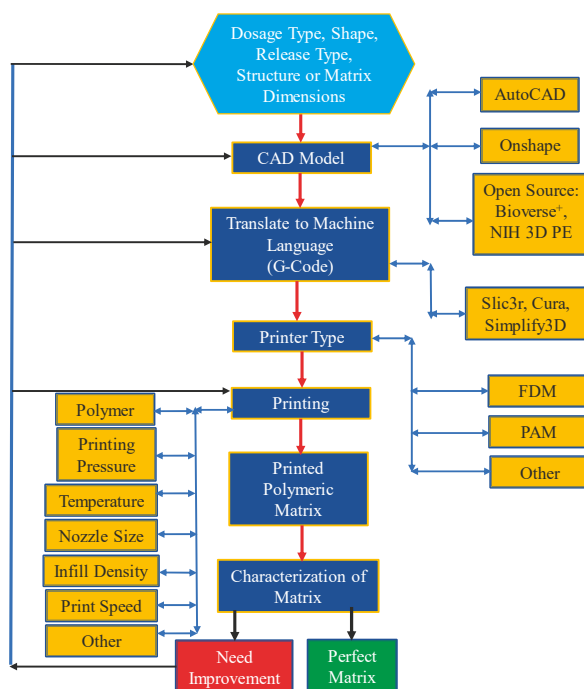 Dosage Type, Shape,
Release Type,
Structure or Matrix
Dimensions
AutoCAD
CAD Model
Onshape
Open Source:
Bioverse⁺,
NIH 3D PE
Translate to Machine
Language
(G-Code)
Slic3r, Cura,
Simplify3D
Printer Type
FDM
PAM
Other
Printing
Polymer
Printing
Pressure
Temperature
Nozzle Size
Infill Density
Print Speed
Other
Printed
Polymeric
Matrix
Characterization of
Matrix
Need
Improvement
Perfect
Matrix